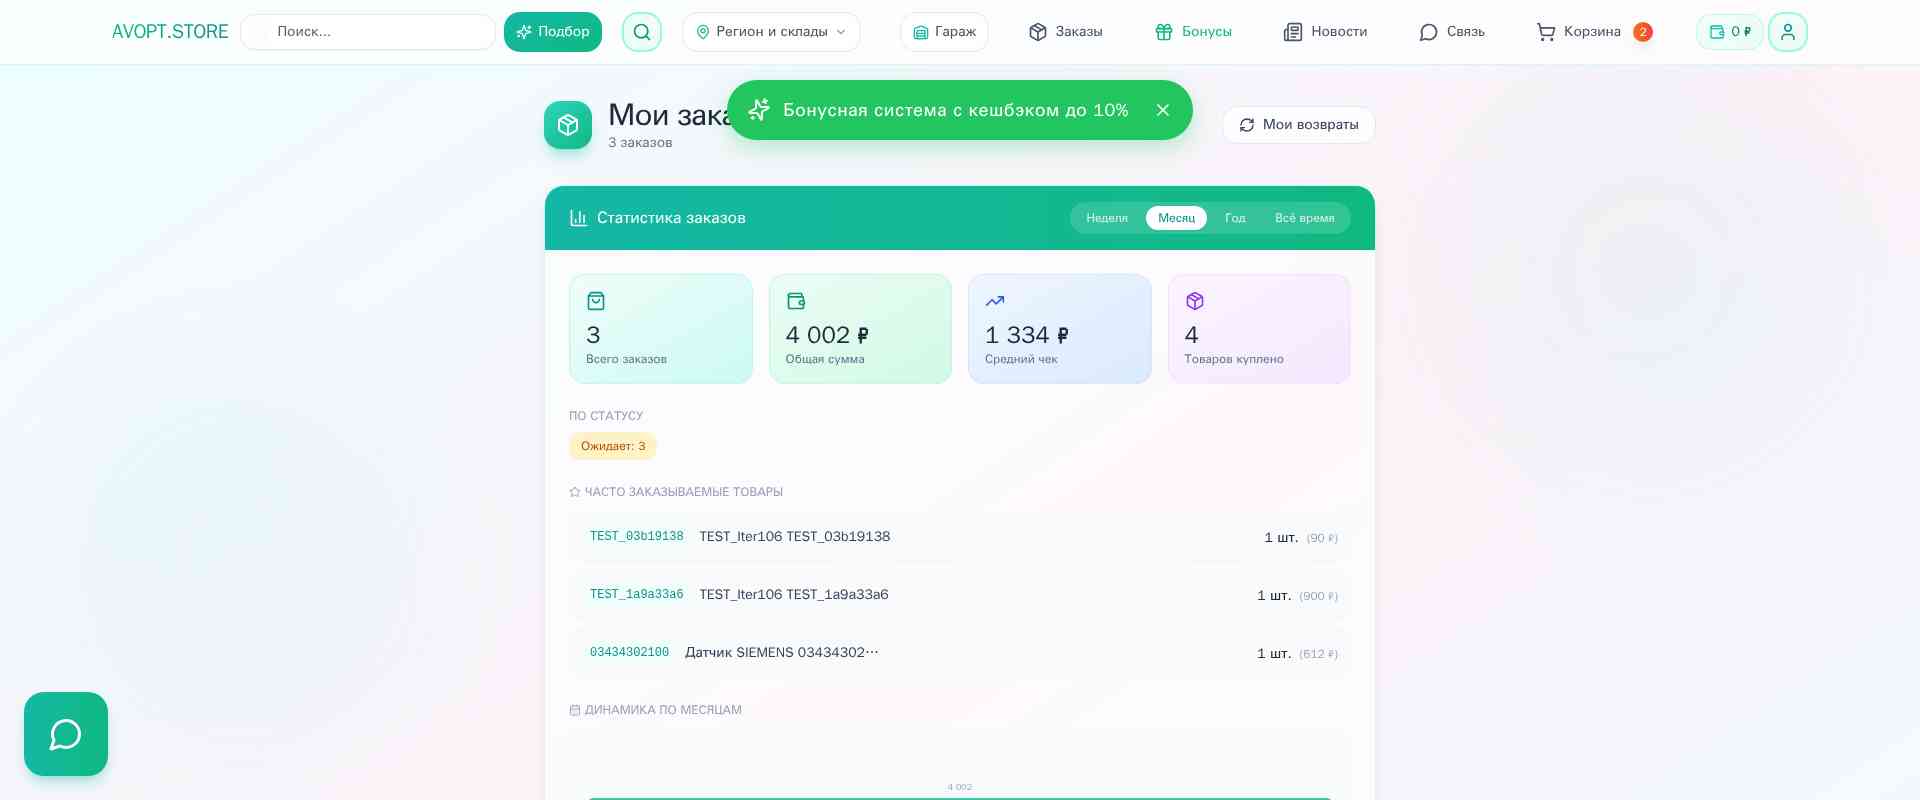 AVOPT.STORE
Поиск...
Подбор
Регион и склады
Гараж
Заказы
Бонусы
Новости
Связь
Корзина 2
0 ₽
Мои зака
3 заказов
Бонусная система с кешбэком до 10%
Мои возвраты
Статистика заказов
Неделя Месяц Год Всё время
3
Всего заказов
4 002 ₽
Общая сумма
1 334 ₽
Средний чек
4
Товаров куплено
ПО СТАТУСУ
Ожидает: 3
ЧАСТО ЗАКАЗЫВАЕМЫЕ ТОВАРЫ
TEST_03b19138 TEST_Iter106 TEST_03b19138 1 шт. (90 ₽)
TEST_1a9a33a6 TEST_Iter106 TEST_1a9a33a6 1 шт. (900 ₽)
03434302100 Датчик SIEMENS 03434302··· 1 шт. (612 ₽)
ДИНАМИКА ПО МЕСЯЦАМ
4 002